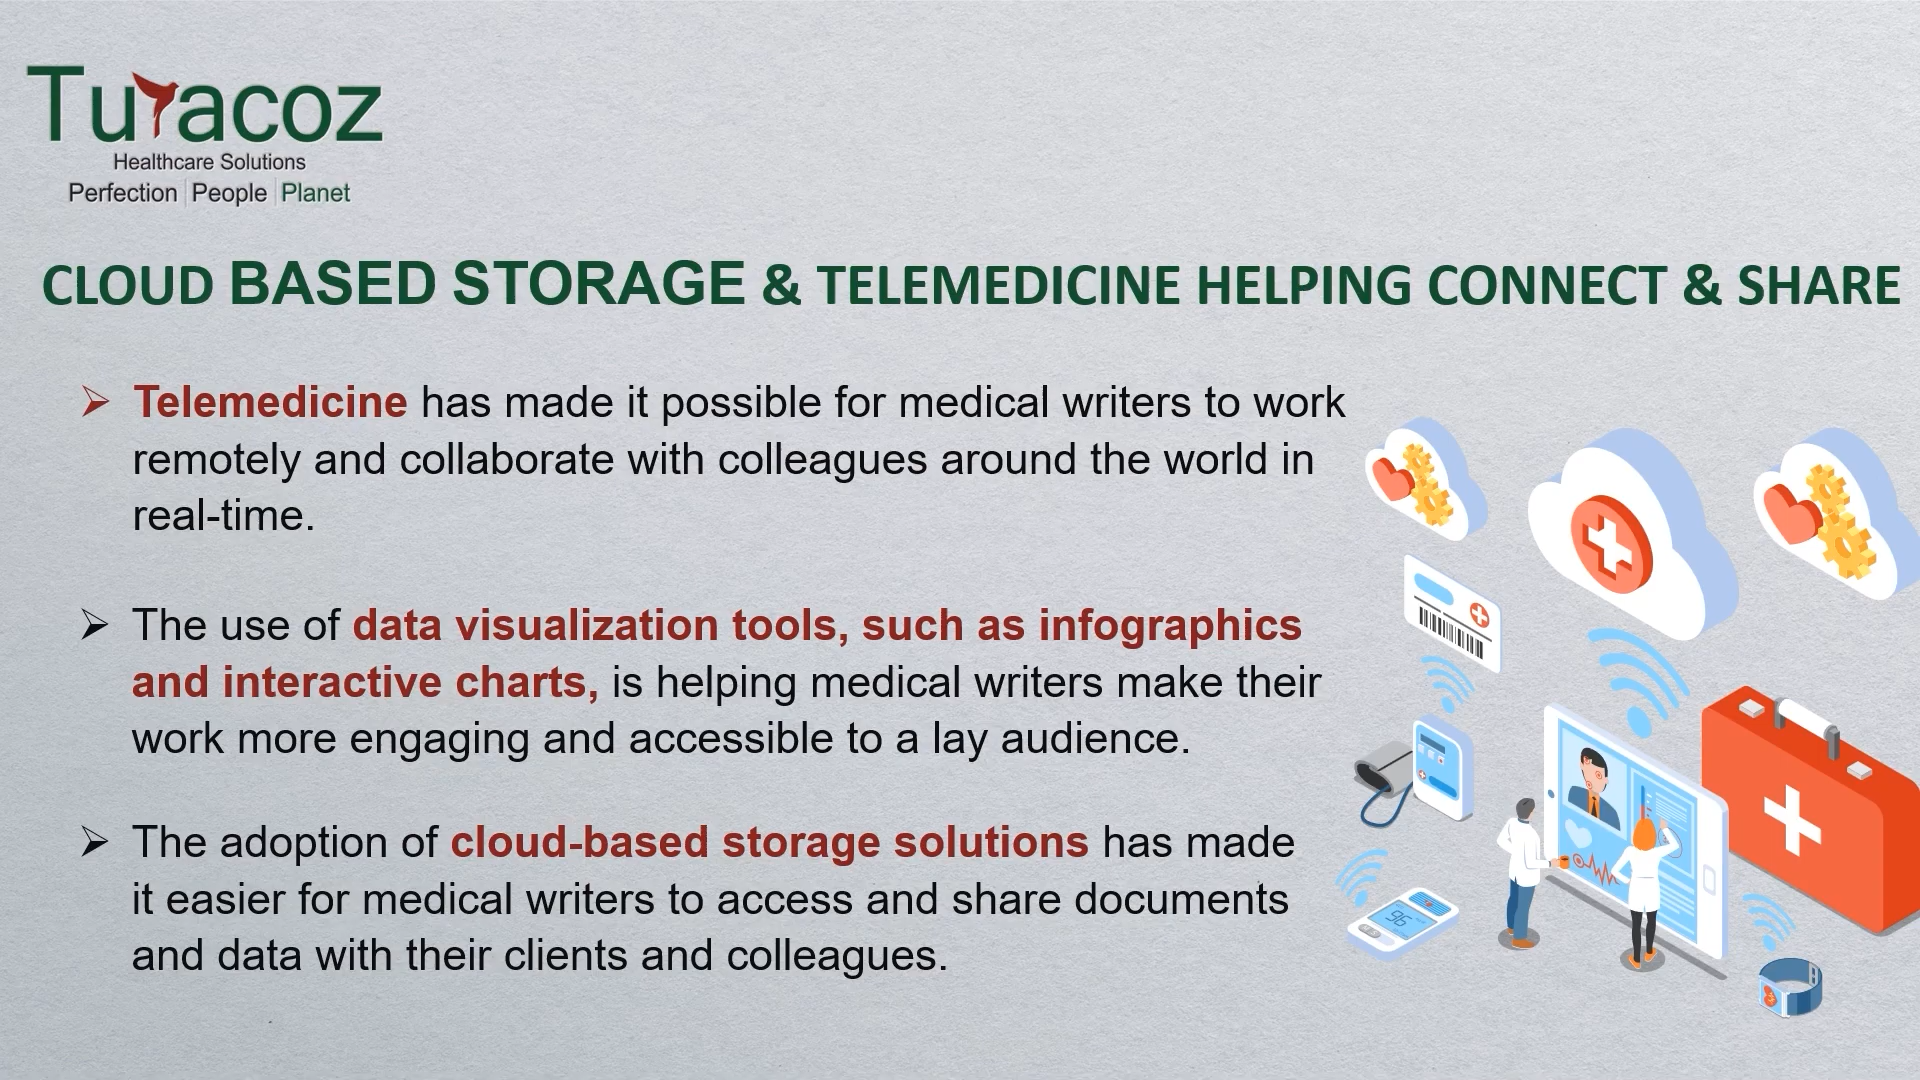 Turacoz
Healthcare Solutions
Perfection | People | Planet
CLOUD BASED STORAGE & TELEMEDICINE HELPING CONNECT & SHARE
➢ Telemedicine has made it possible for medical writers to work
remotely and collaborate with colleagues around the world in
real-time.
➢ The use of data visualization tools, such as infographics
and interactive charts, is helping medical writers make their
work more engaging and accessible to a lay audience.
➢ The adoption of cloud-based storage solutions has made
it easier for medical writers to access and share documents
and data with their clients and colleagues.
96